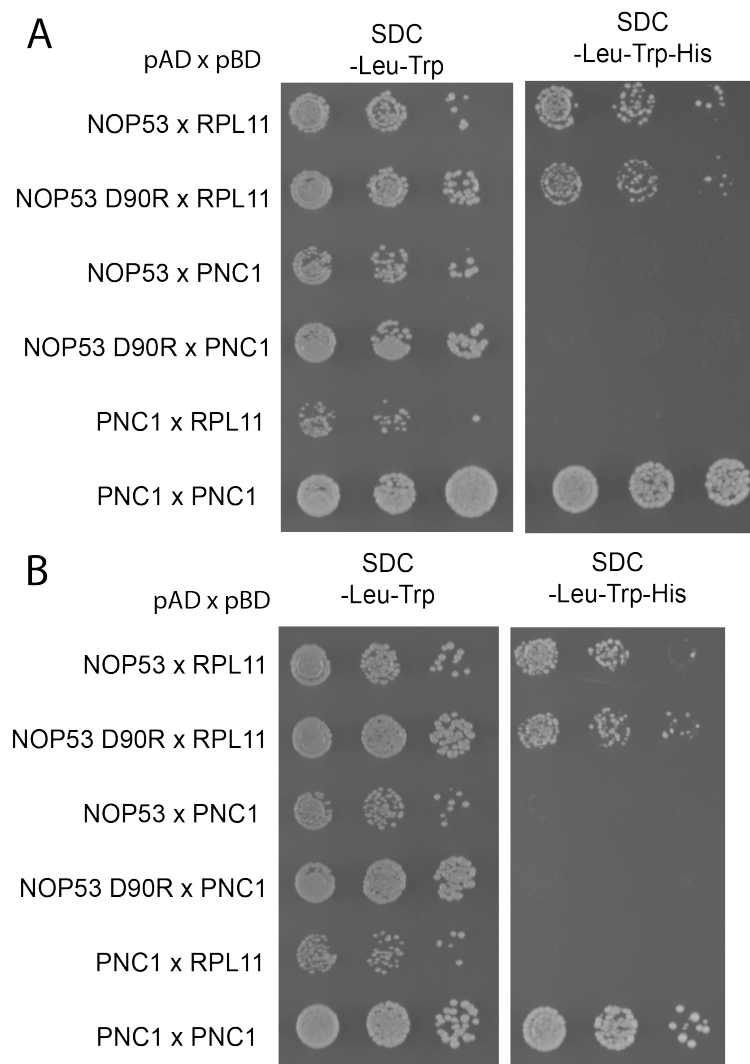 A
pAD x pBD
SDC
-Leu-Trp
SDC
-Leu-Trp-His
NOP53 x RPL11
NOP53 D90R x RPL11
NOP53 x PNC1
NOP53 D90R x PNC1
PNC1 x RPL11
PNC1 x PNC1
B
pAD x pBD
SDC
-Leu-Trp
SDC
-Leu-Trp-His
NOP53 x RPL11
NOP53 D90R x RPL11
NOP53 x PNC1
NOP53 D90R x PNC1
PNC1 x RPL11
PNC1 x PNC1